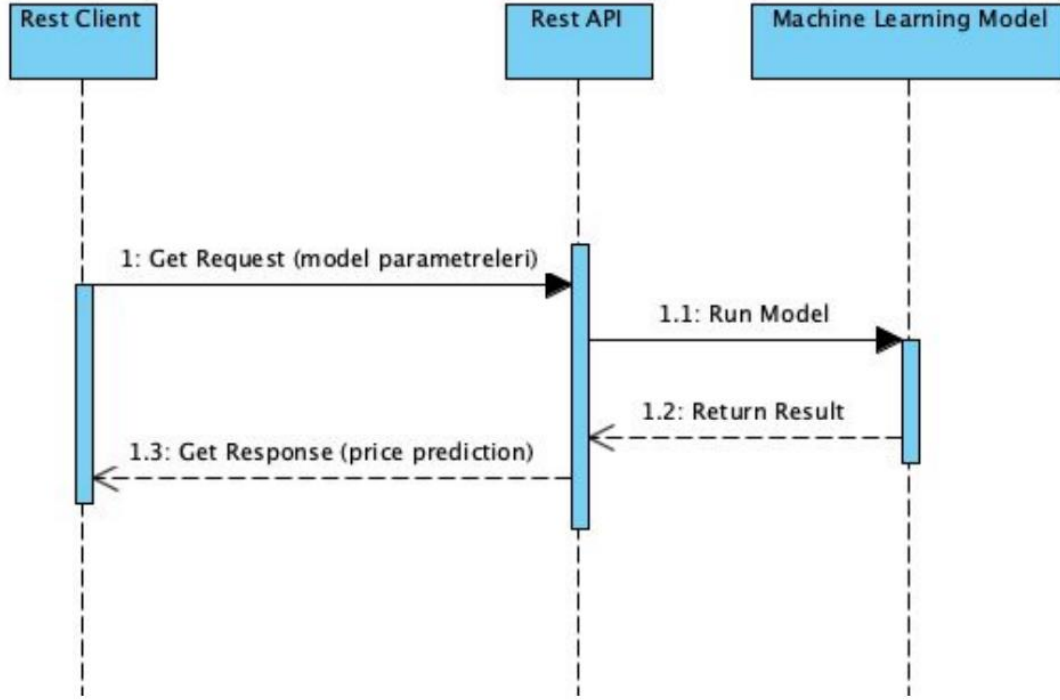 Rest Client
Rest API
Machine Learning Model
1: Get Request (model parametreleri)
1.1: Run Model
1.2: Return Result
1.3: Get Response (price prediction)